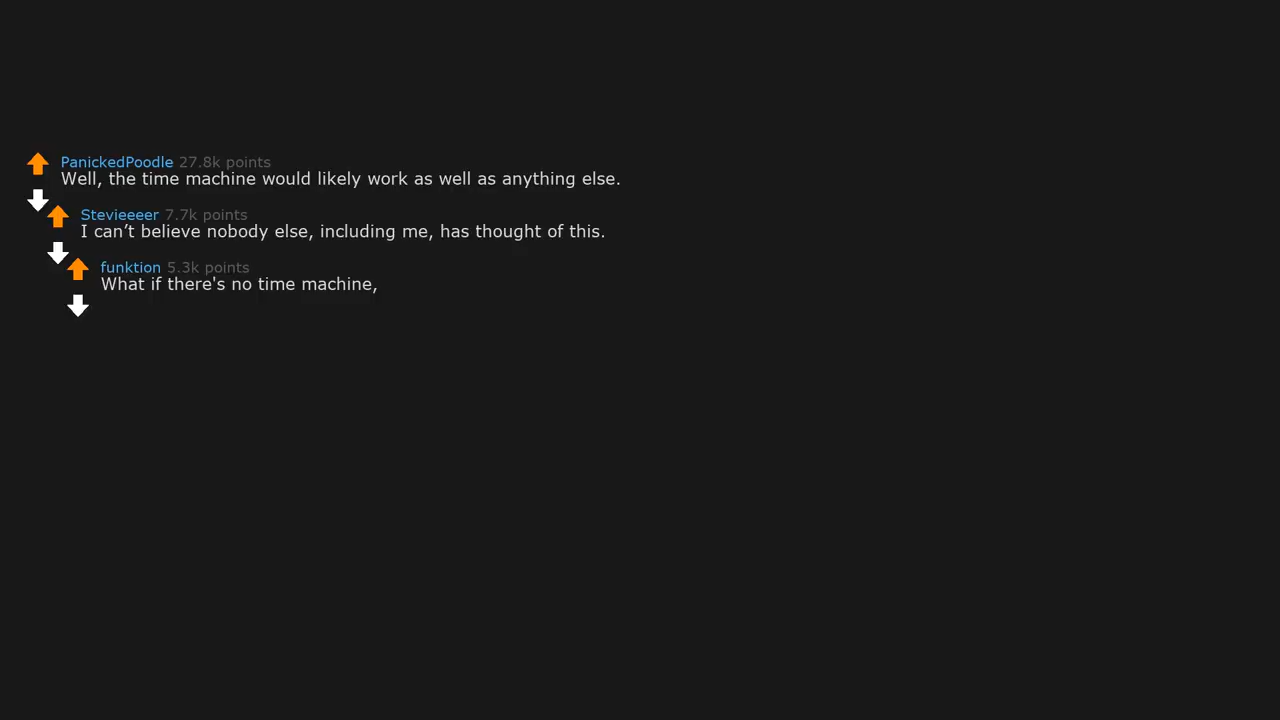 PanickedPoodle 27.8k points
Well, the time machine would likely work as well as anything else.
Stevieeeer 7.7k points
I can’t believe nobody else, including me, has thought of this.
funktion 5.3k points
What if there's no time machine,